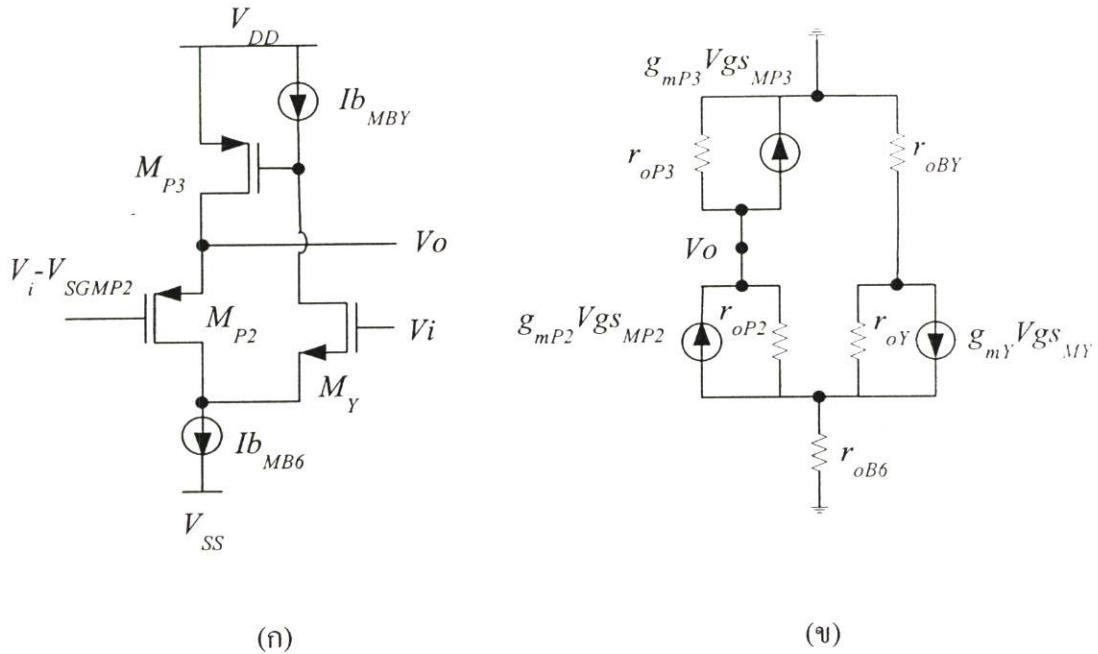 V_DD
g_mP3 Vgs_MP3
Ib_MBY
M_P3
r_oP3
r_oBY
Vo
Vo
V_i-V_SGMP2
M_P2
Vi
g_mP2 Vgs_MP2
r_oP2
r_oY
g_mY Vgs_MY
M_Y
Ib_MB6
r_oB6
V_SS
(ก)
(ข)